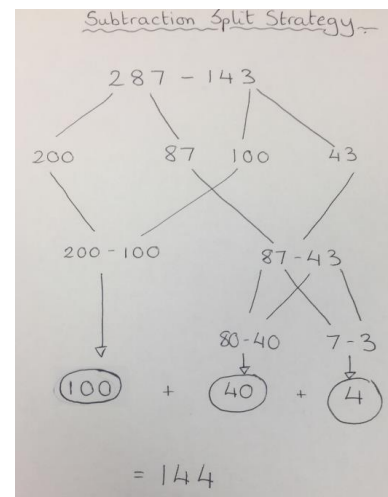 Subtraction Split Strategy
287 - 143
200 87 100 43
200 - 100 87 - 43
80 - 40 7 - 3
100 + 40 + 4
= 144